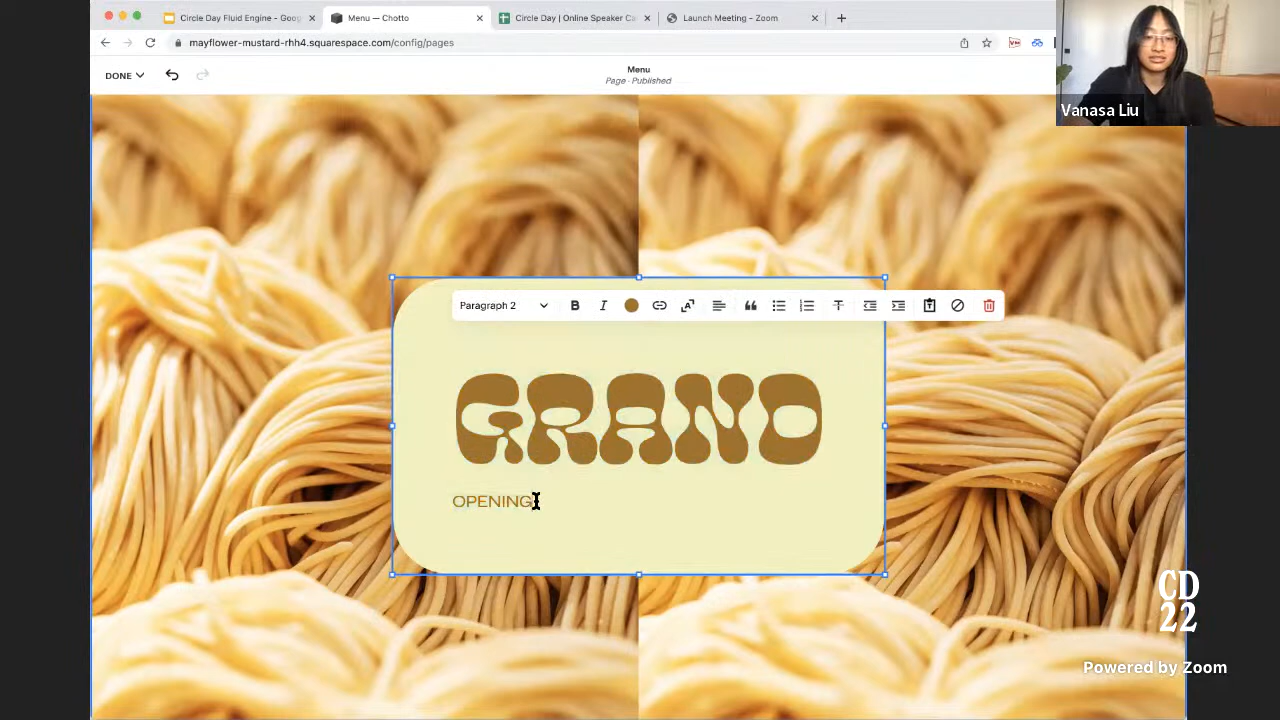 Circle Day Fluid Engine - Goog
Menu — Chotto
Circle Day | Online Speaker Ca
Launch Meeting - Zoom
mayflower-mustard-rhh4.squarespace.com/config/pages
DONE
Menu
Page · Published
Vanasa Liu
Paragraph 2
GRAND
OPENING
CD
22
Powered by Zoom